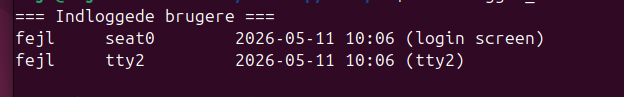 === Indloggede brugere ===
fejl     seat0        2026-05-11 10:06 (login screen)
fejl     tty2         2026-05-11 10:06 (tty2)